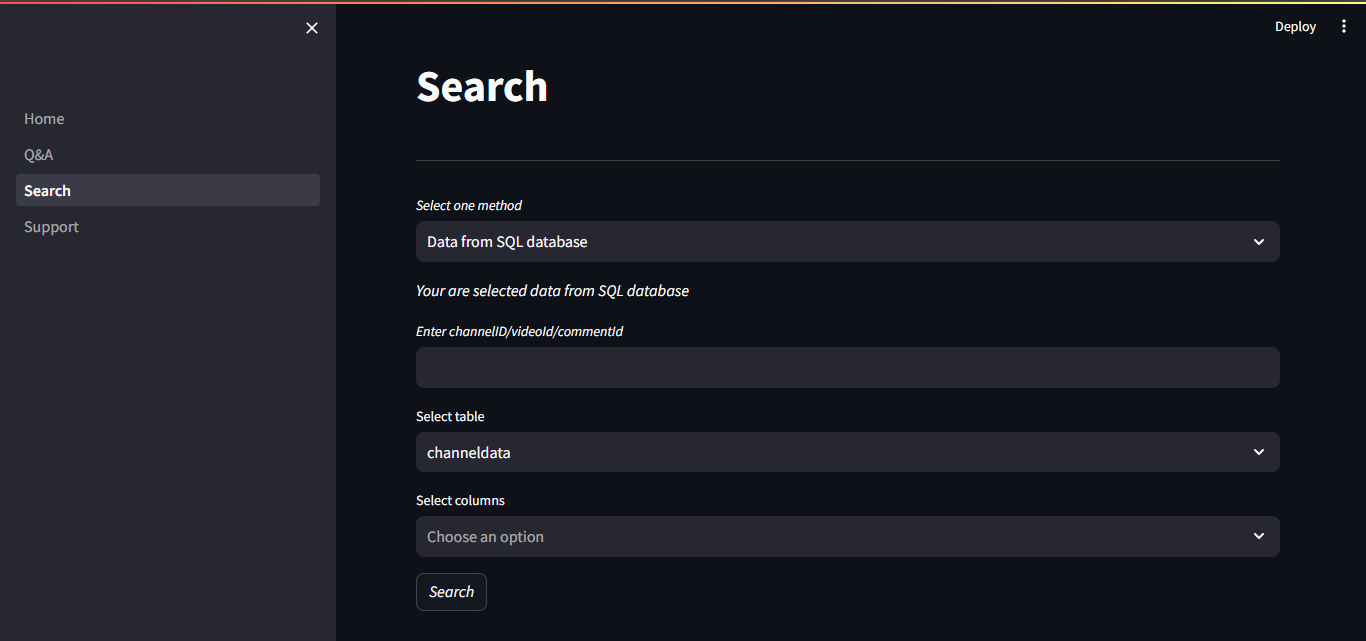 Deploy
Home
Q&A
Search
Support
Search
Select one method
Data from SQL database
Your are selected data from SQL database
Enter channelID/videoId/commentId
Select table
channeldata
Select columns
Choose an option
Search